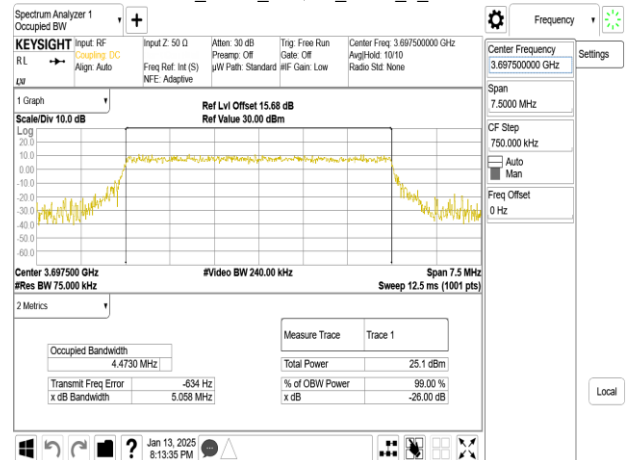 Spectrum Analyzer 1
Occupied BW
Frequency
KEYSIGHT
R L
Input: RF
Coupling: DC
Align: Auto
Input Z: 50 Ω
Freq Ref: Int (S)
NFE: Adaptive
Atten: 30 dB
Preamp: Off
µW Path: Standard
Trig: Free Run
Gate: Off
#IF Gain: Low
Center Freq: 3.697500000 GHz
Avg|Hold: 10/10
Radio Std: None
Center Frequency
3.697500000 GHz
Settings
Span
7.5000 MHz
CF Step
750.000 kHz
Auto
Man
Freq Offset
0 Hz
1 Graph
Scale/Div 10.0 dB
Ref Lvl Offset 15.68 dB
Ref Value 30.00 dBm
Log
20.0
10.0
0.00
-10.0
-20.0
-30.0
-40.0
-50.0
-60.0
Center 3.697500 GHz
#Res BW 75.000 kHz
#Video BW 240.00 kHz
Span 7.5 MHz
Sweep 12.5 ms (1001 pts)
2 Metrics
Measure Trace Trace 1
Occupied Bandwidth
4.4730 MHz
Total Power 25.1 dBm
Transmit Freq Error -634 Hz
% of OBW Power 99.00 %
x dB Bandwidth 5.058 MHz
x dB -26.00 dB
Local
?
Jan 13, 2025
8:13:35 PM